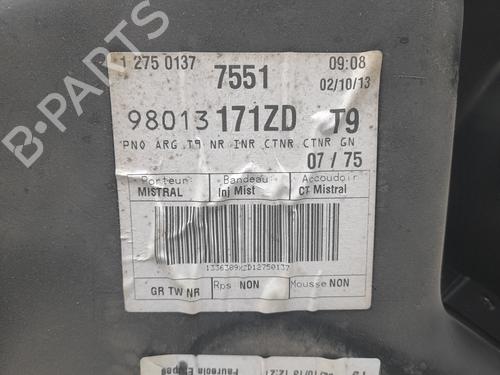 1 275 0137 7551 09:08
02/10/13
98013 171ZD T9
PNO ARG T9 NR INR CTNR CTNR GN
07 / 75
Porteur Bandeau Accoudoir
MISTRAL Inj Mist CT Mistral
GR TW NR Rps NON Mousse NON
B-PARTS